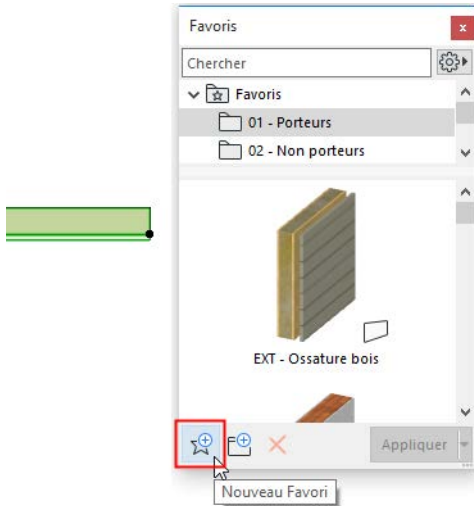 Favoris
x
Chercher
Favoris
01 - Porteurs
02 - Non porteurs
EXT - Ossature bois
Appliquer
Nouveau Favori